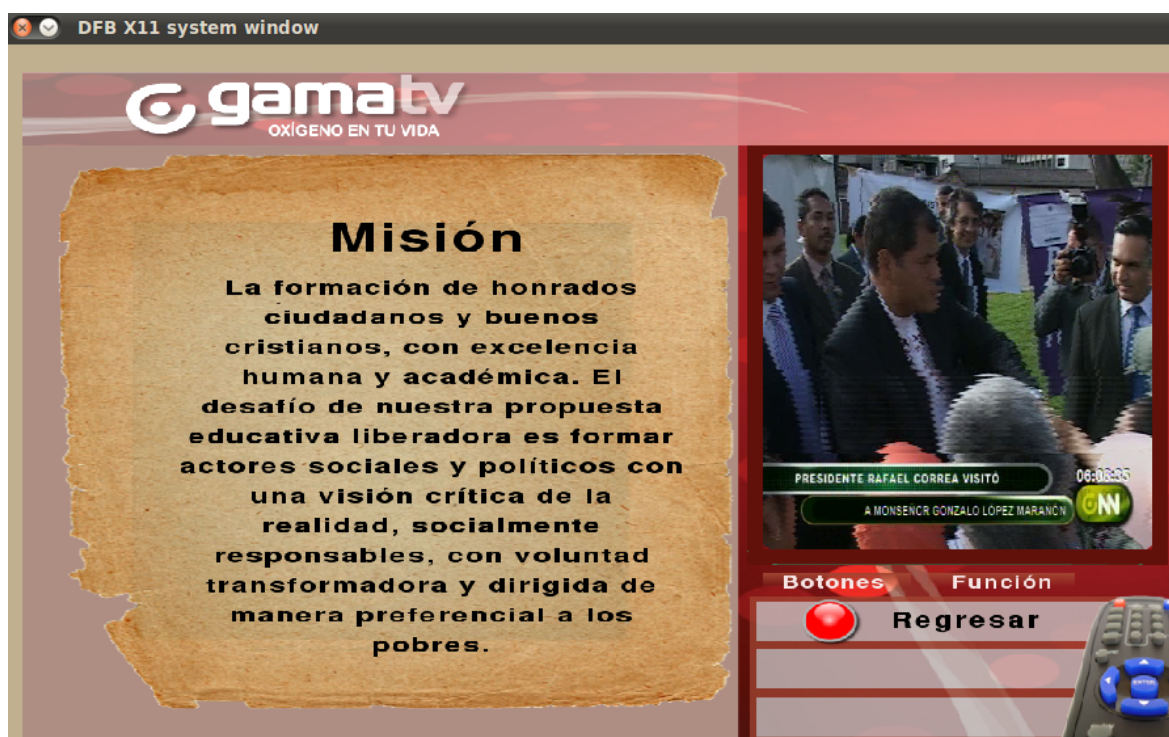 DFB X11 system window
gamatv
OXÍGENO EN TU VIDA
Misión
La formación de honrados
ciudadanos y buenos
cristianos, con excelencia
humana y académica. El
desafío de nuestra propuesta
educativa liberadora es formar
actores sociales y políticos con
una visión crítica de la
realidad, socialmente
responsables, con voluntad
transformadora y dirigida de
manera preferencial a los
pobres.
PRESIDENTE RAFAEL CORREA VISITÓ
A MONSEÑOR GONZALO LÓPEZ MARAÑÓN
Botones Función
Regresar